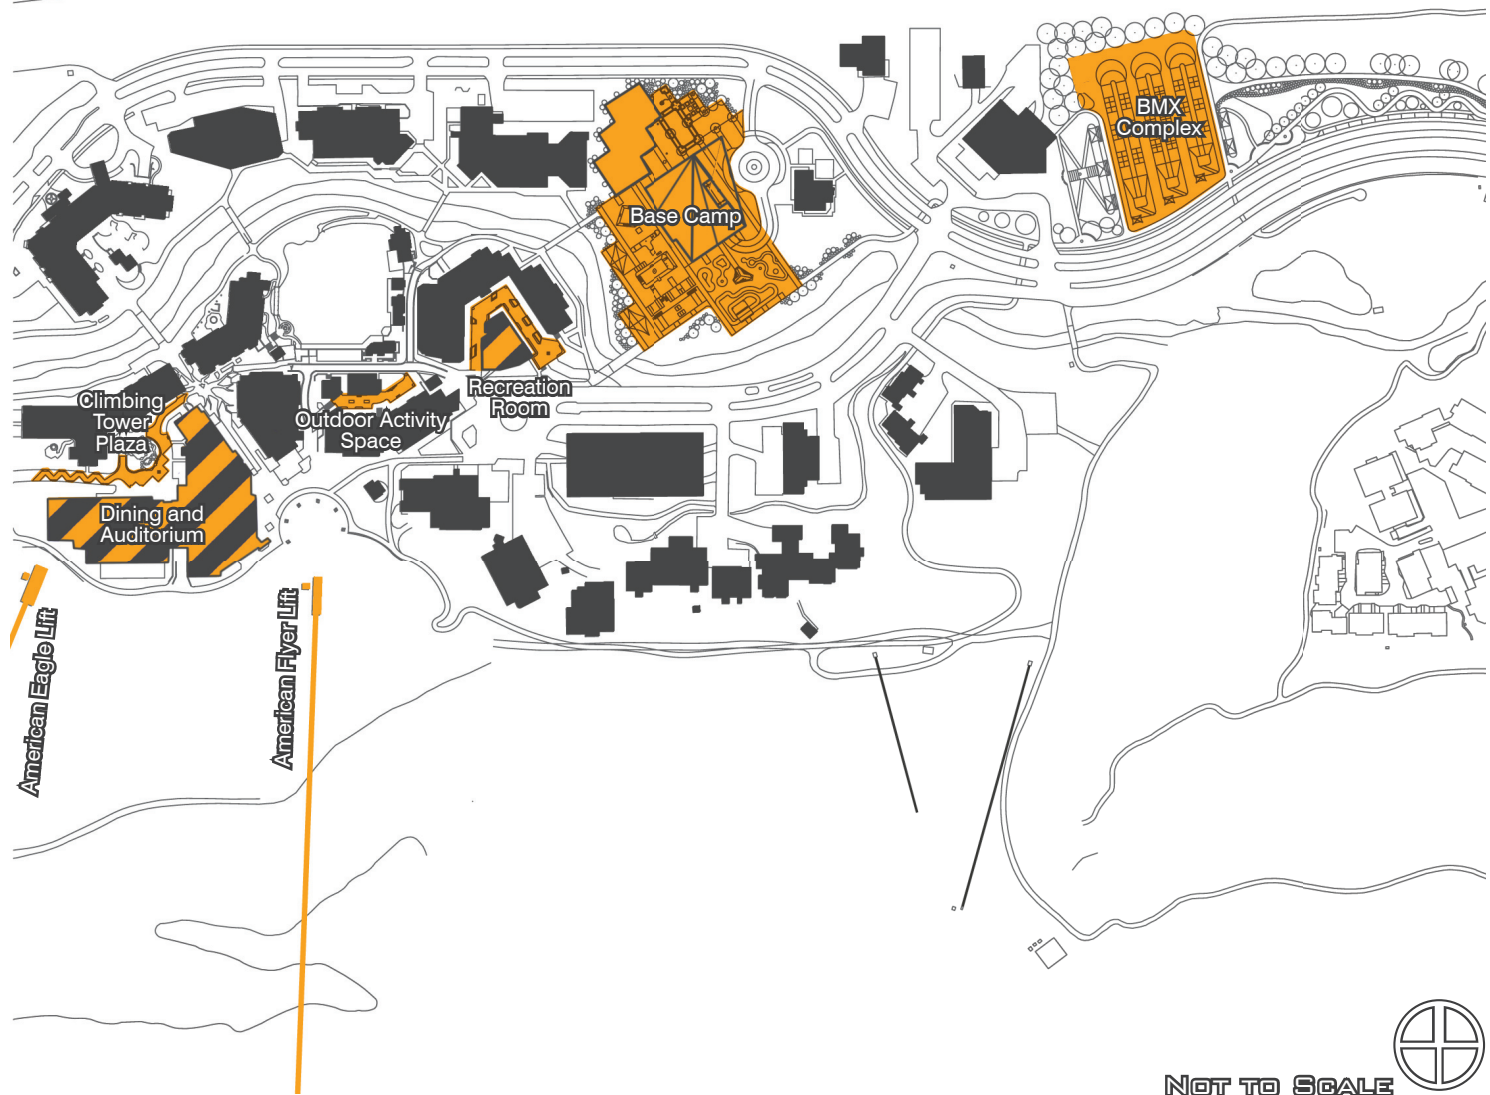 BMX
Complex
Base Camp
Recreation
Room
Climbing
Tower
Plaza
Outdoor Activity
Space
Dining and
Auditorium
American Eagle Lift
American Flyer Lift
NOT TO SCALE